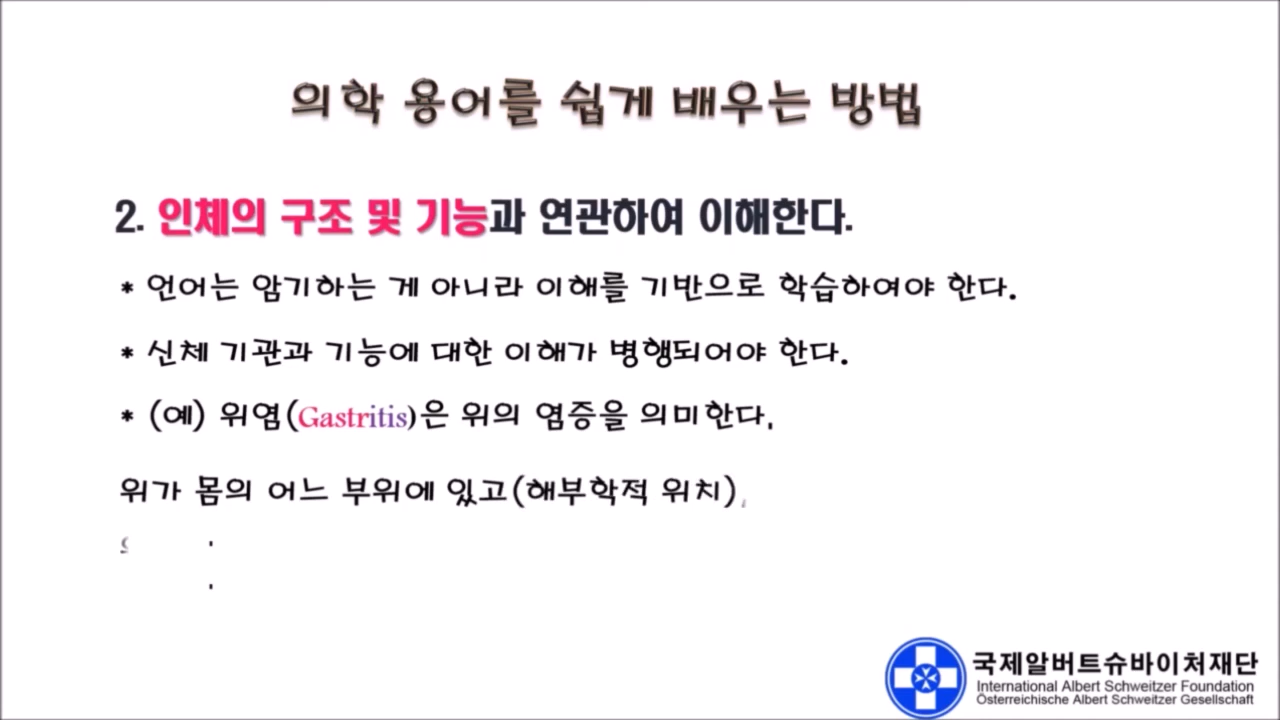 의학 용어를 쉽게 배우는 방법
2. 인체의 구조 및 기능과 연관하여 이해한다.
* 언어는 암기하는 게 아니라 이해를 기반으로 학습하여야 한다.
* 신체 기관과 기능에 대한 이해가 병행되어야 한다.
* (예) 위염(Gastritis)은 위의 염증을 의미한다.
위가 몸의 어느 부위에 있고(해부학적 위치),
국제알버트슈바이처재단
International Albert Schweitzer Foundation
Österreichische Albert Schweitzer Gesellschaft